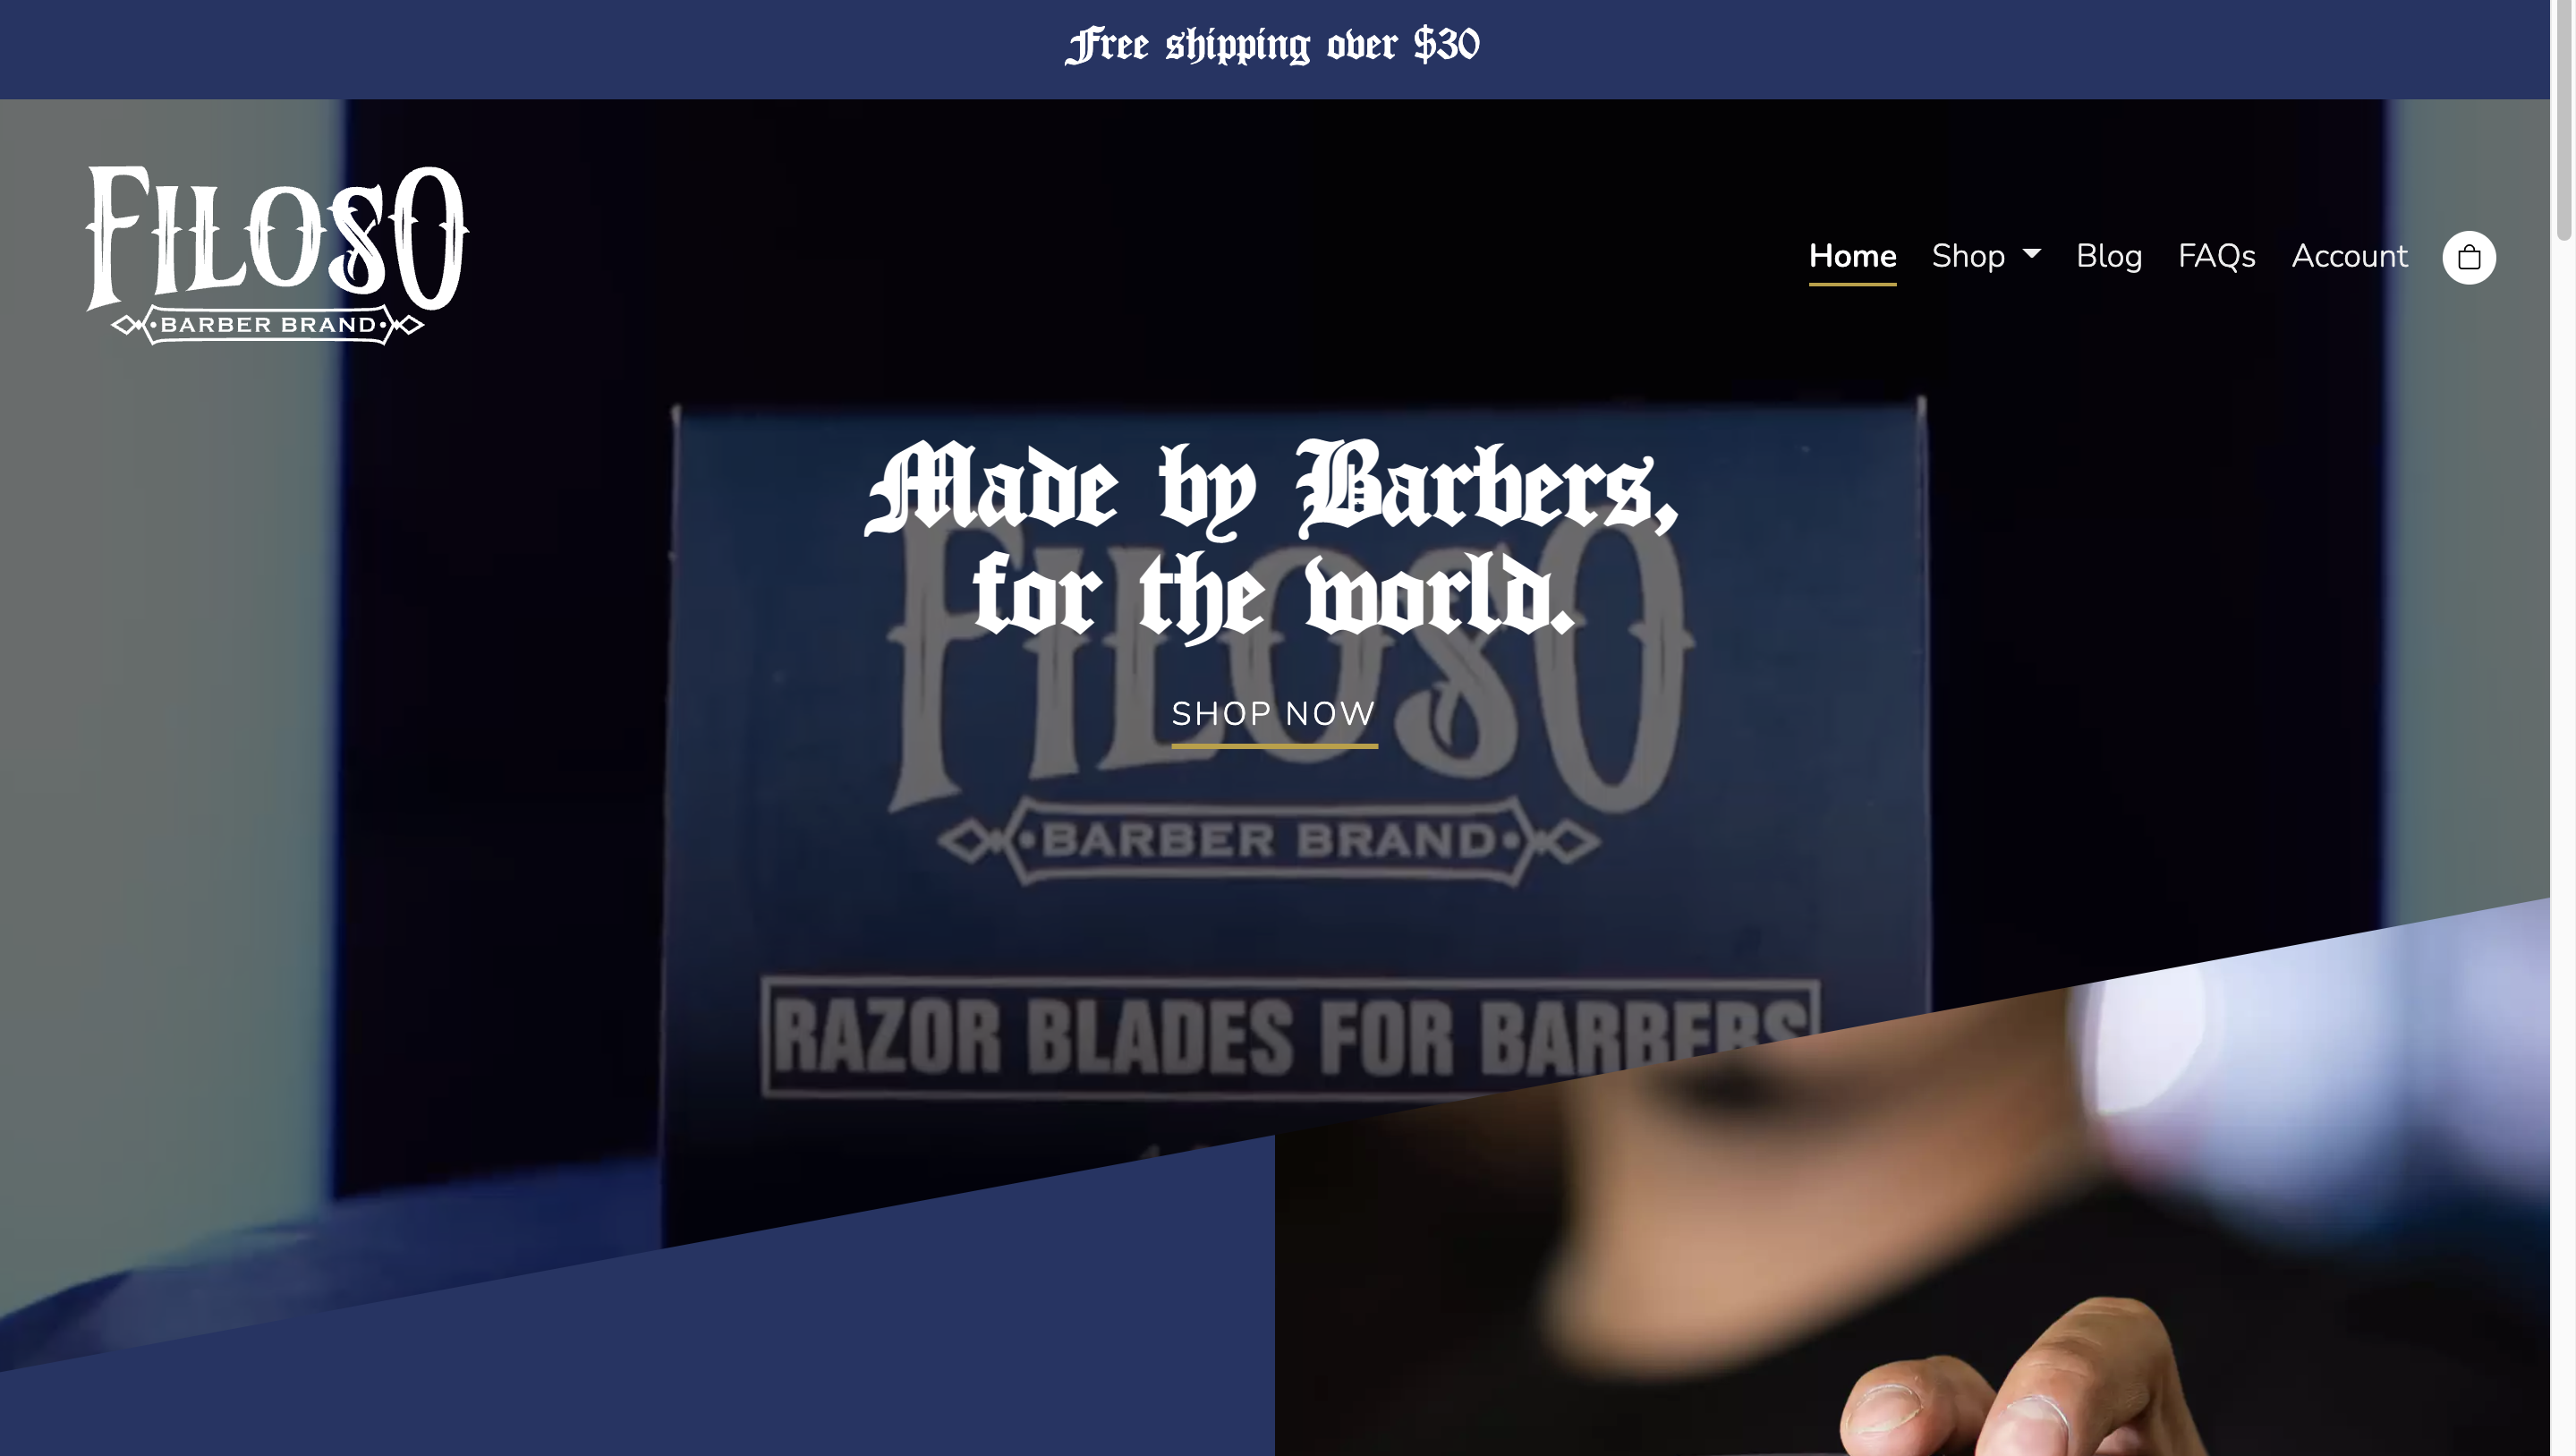 Free shipping over $30
FILOSO
BARBER BRAND
Home Shop Blog FAQs Account
Made by Barbers,
for the world.
SHOP NOW
FILOSO
BARBER BRAND
RAZOR BLADES FOR BARBERS